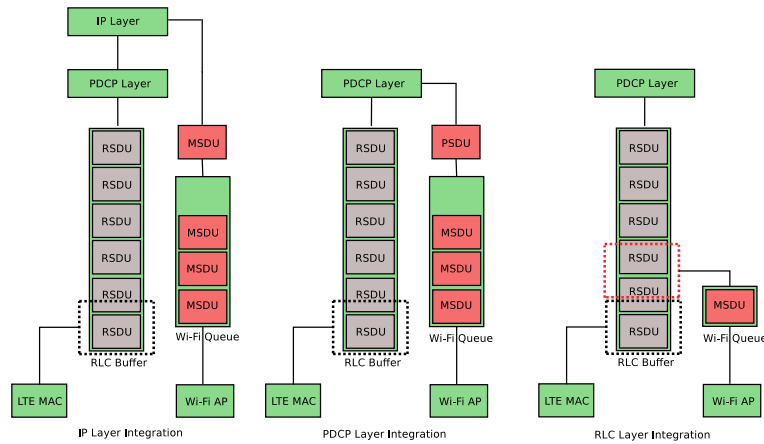 IP Layer
PDCP Layer
MSDU
RSDU
RSDU
RSDU
RSDU
RSDU
RSDU
MSDU
MSDU
MSDU
Wi-Fi Queue
RLC Buffer
LTE MAC
Wi-Fi AP
IP Layer Integration
PDCP Layer
PSDU
RSDU
RSDU
RSDU
RSDU
RSDU
RSDU
MSDU
MSDU
MSDU
Wi-Fi Queue
RLC Buffer
LTE MAC
Wi-Fi AP
PDCP Layer Integration
PDCP Layer
RSDU
RSDU
RSDU
RSDU
RSDU
RSDU
MSDU
Wi-Fi Queue
RLC Buffer
LTE MAC
Wi-Fi AP
RLC Layer Integration